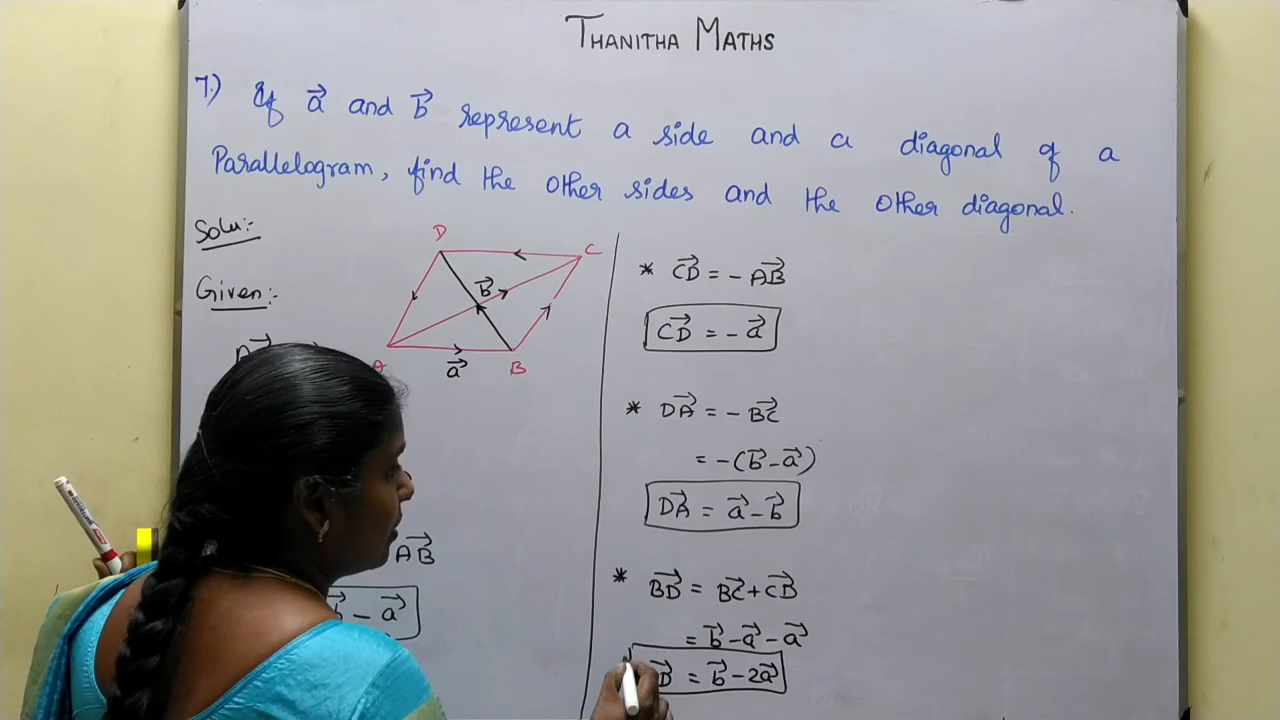 THANITHA MATHS
7.) If a⃗ and b⃗ represent a side and a diagonal of a
Parallelogram, find the other sides and the other diagonal.
Solu:-
Given:-
D
C
b⃗
A
a⃗
B
AB⃗
b⃗ - a⃗
* CD⃗ = - AB⃗
CD⃗ = - a⃗
* DA⃗ = - BC⃗
= -(b⃗ - a⃗)
DA⃗ = a⃗ - b⃗
* BD⃗ = BC⃗ + CD⃗
= b⃗ - a⃗ - a⃗
D⃗ = b⃗ - 2a⃗